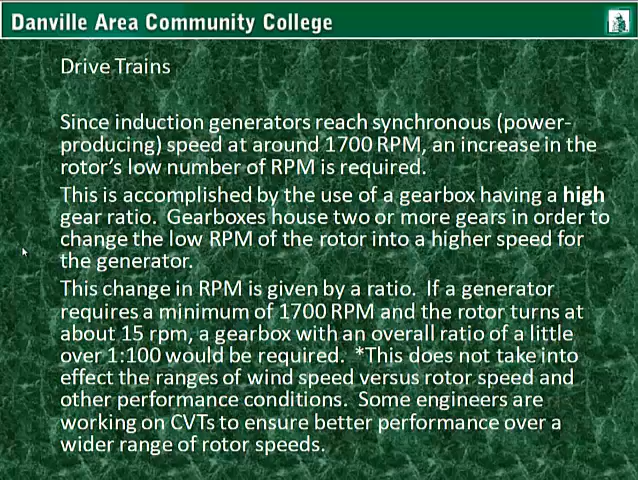 Danville Area Community College
Drive Trains
Since induction generators reach synchronous (power-
producing) speed at around 1700 RPM, an increase in the
rotor's low number of RPM is required.
This is accomplished by the use of a gearbox having a high
gear ratio.  Gearboxes house two or more gears in order to
change the low RPM of the rotor into a higher speed for
the generator.
This change in RPM is given by a ratio.  If a generator
requires a minimum of 1700 RPM and the rotor turns at
about 15 rpm, a gearbox with an overall ratio of a little
over 1:100 would be required.  *This does not take into
effect the ranges of wind speed versus rotor speed and
other performance conditions.  Some engineers are
working on CVTs to ensure better performance over a
wider range of rotor speeds.